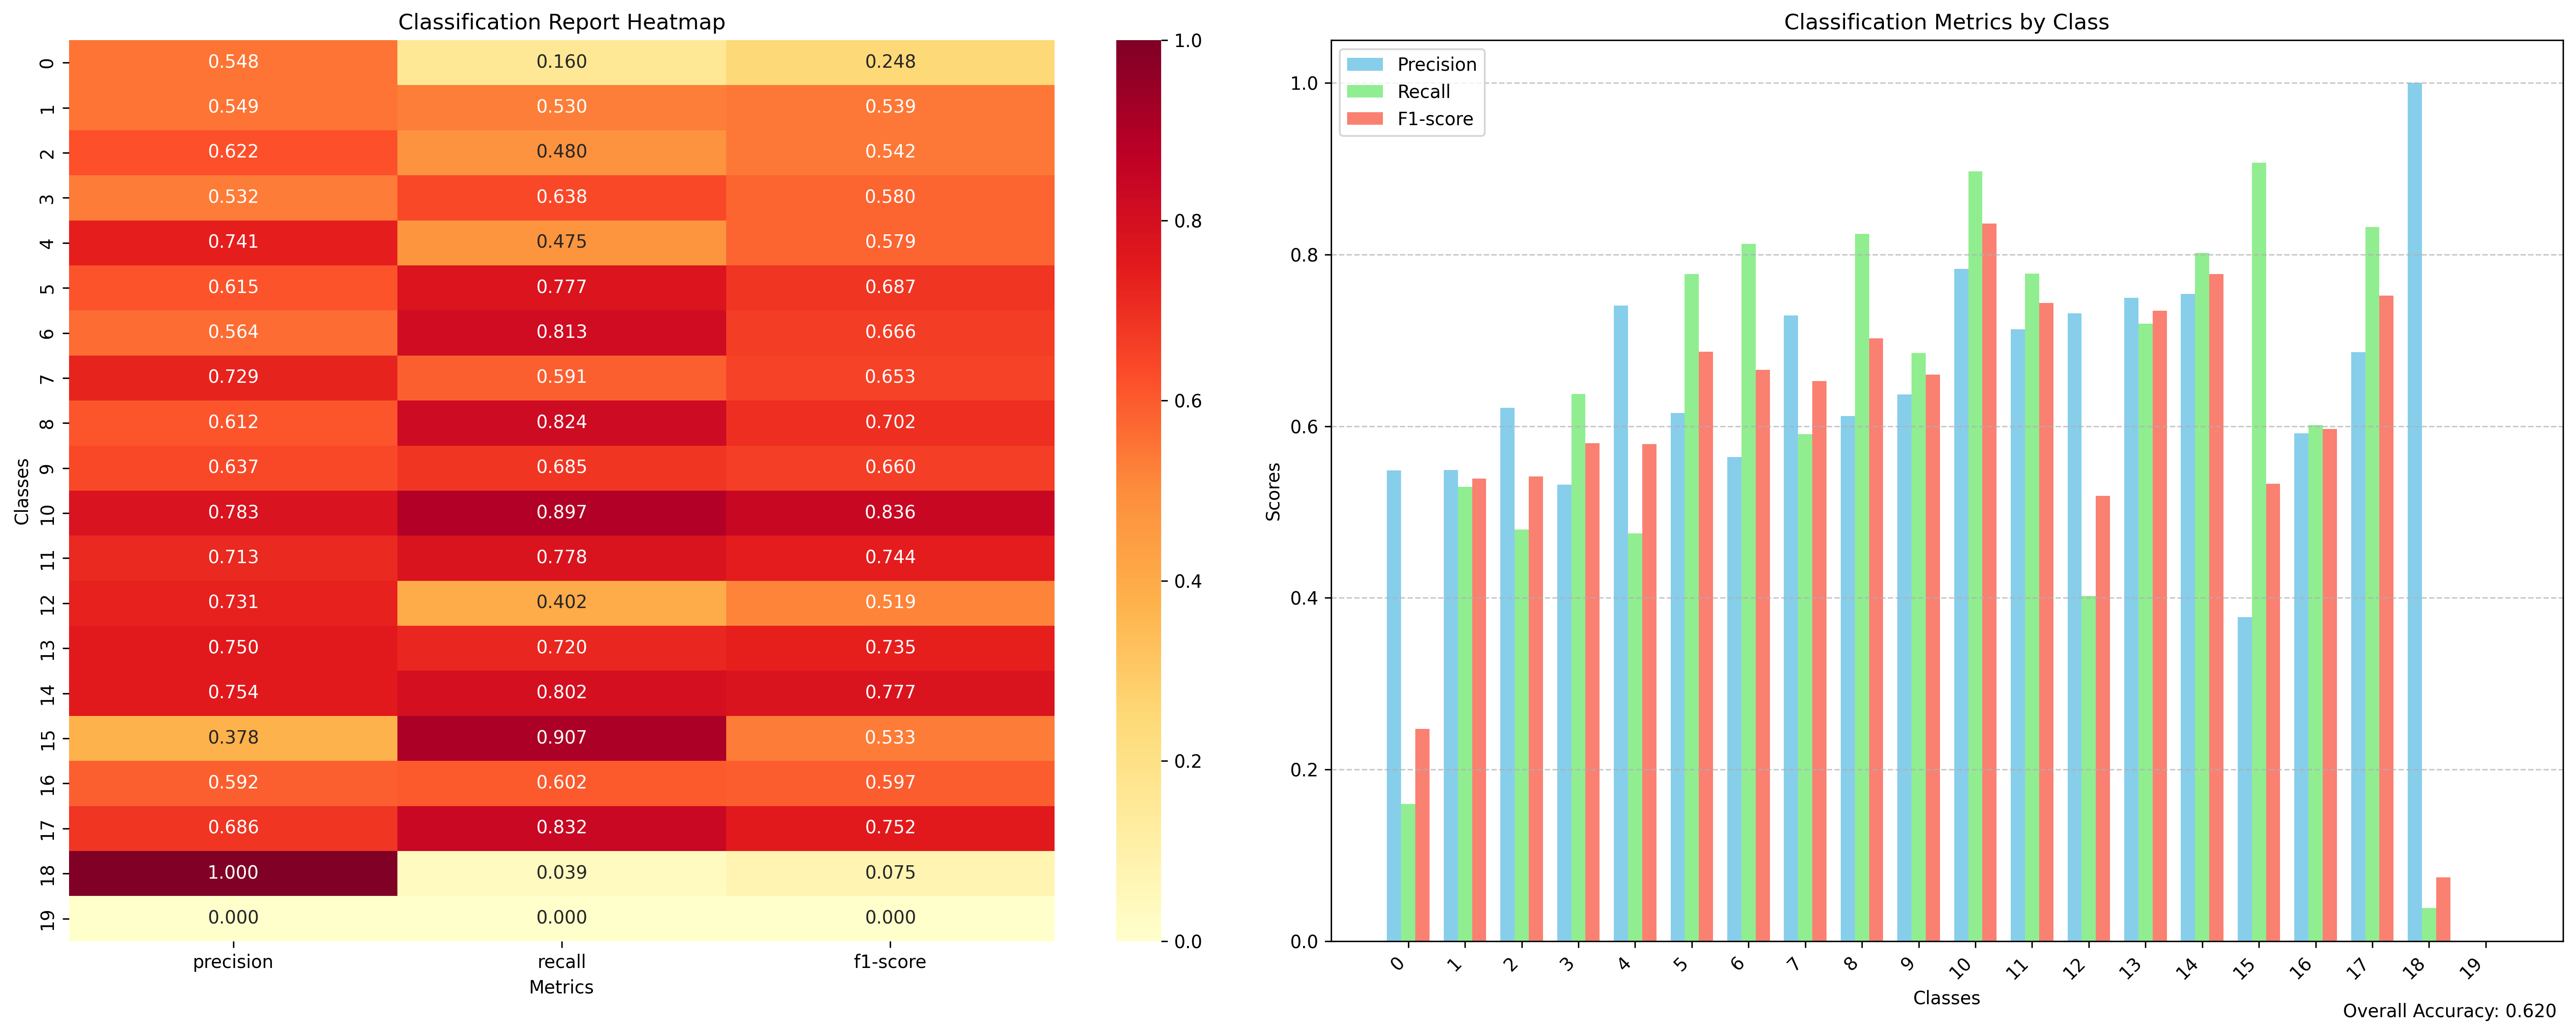 Classification Report Heatmap
0 0.548 0.160 0.248
1 0.549 0.530 0.539
2 0.622 0.480 0.542
3 0.532 0.638 0.580
4 0.741 0.475 0.579
5 0.615 0.777 0.687
6 0.564 0.813 0.666
7 0.729 0.591 0.653
8 0.612 0.824 0.702
9 0.637 0.685 0.660
10 0.783 0.897 0.836
11 0.713 0.778 0.744
12 0.731 0.402 0.519
13 0.750 0.720 0.735
14 0.754 0.802 0.777
15 0.378 0.907 0.533
16 0.592 0.602 0.597
17 0.686 0.832 0.752
18 1.000 0.039 0.075
19 0.000 0.000 0.000
Classes
precision recall f1-score
Metrics
1.0
0.8
0.6
0.4
0.2
0.0
Classification Metrics by Class
Precision
Recall
F1-score
1.0
0.8
0.6
0.4
0.2
0.0
Scores
0 1 2 3 4 5 6 7 8 9 10 11 12 13 14 15 16 17 18 19
Classes
Overall Accuracy: 0.620